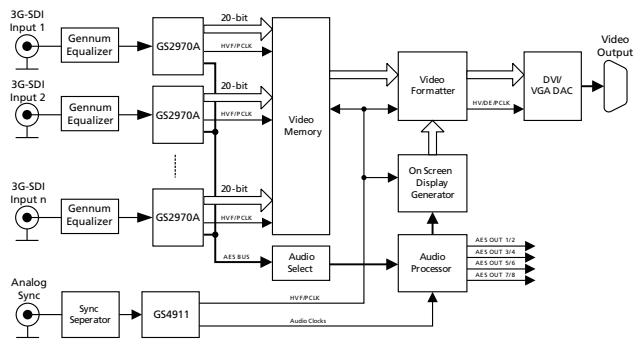 3G-SDI
Input 1
Gennum
Equalizer
GS2970A
20-bit
HVF/PCLK
3G-SDI
Input 2
Gennum
Equalizer
GS2970A
20-bit
HVF/PCLK
3G-SDI
Input n
Gennum
Equalizer
GS2970A
20-bit
HVF/PCLK
AES BUS
Video
Memory
Audio
Select
Video
Formatter
HV/DE/PCLK
DVI/
VGA DAC
Video
Output
On Screen
Display
Generator
Audio
Processor
AES OUT 1/2
AES OUT 3/4
AES OUT 5/6
AES OUT 7/8
Analog
Sync
Sync
Seperator
GS4911
HVF/PCLK
Audio Clocks